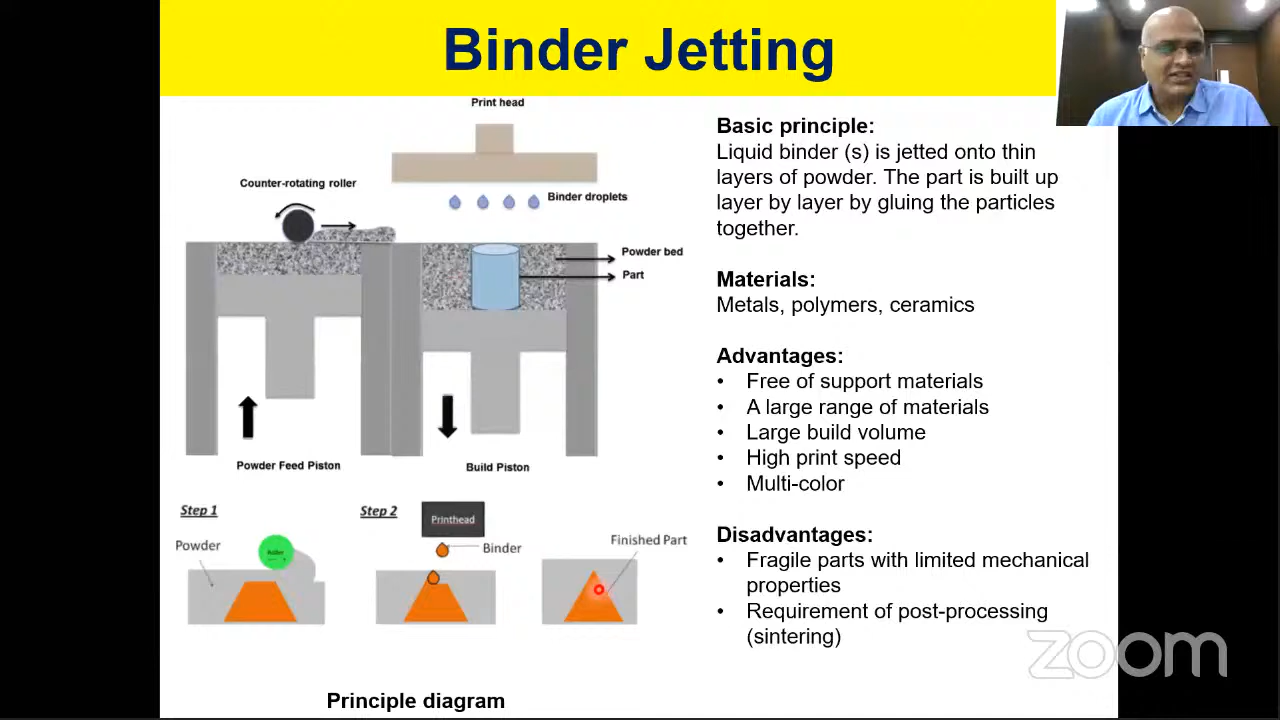 Binder Jetting
Print head
Counter-rotating roller
Binder droplets
Powder bed
Part
Powder Feed Piston
Build Piston
Step 1
Powder
Roller
Step 2
Printhead
Binder
Finished Part
Principle diagram
Basic principle:
Liquid binder (s) is jetted onto thin
layers of powder. The part is built up
layer by layer by gluing the particles
together.
Materials:
Metals, polymers, ceramics
Advantages:
• Free of support materials
• A large range of materials
• Large build volume
• High print speed
• Multi-color
Disadvantages:
• Fragile parts with limited mechanical
properties
• Requirement of post-processing
(sintering)
zoom